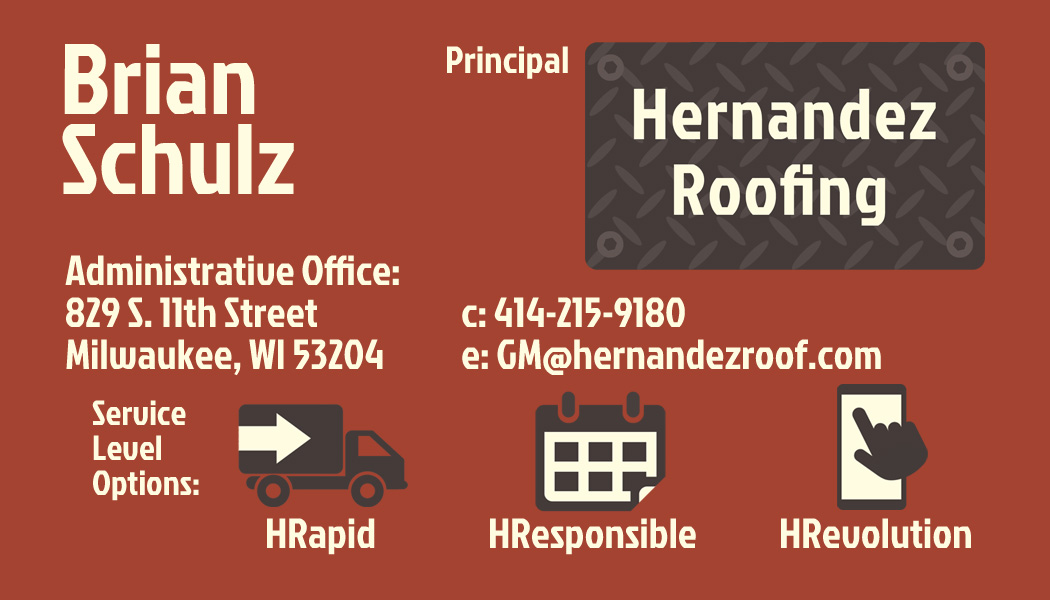 Brian
Schulz
Principal
Hernandez
Roofing
Administrative Office:
829 S. 11th Street
Milwaukee, WI 53204
c: 414-215-9180
e: GM@hernandezroof.com
Service
Level
Options:
HRapid
HResponsible
HRevolution